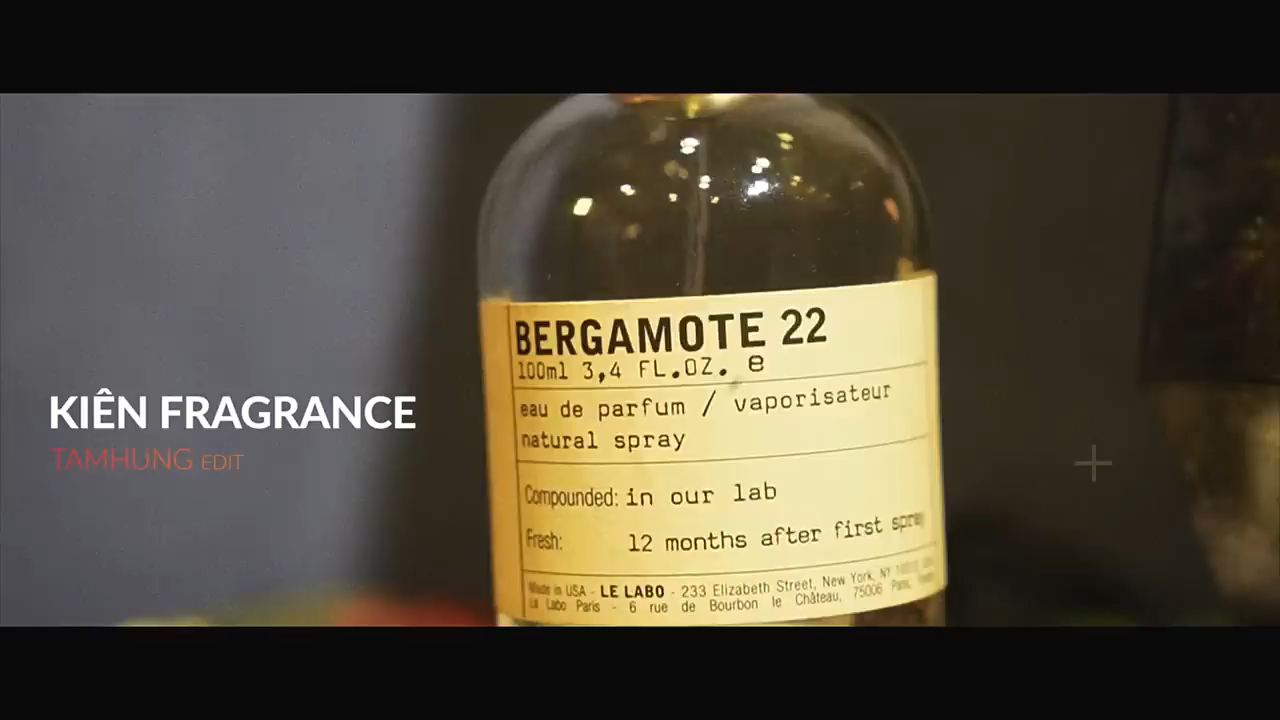 KIÊN FRAGRANCE
TAMHUNG EDIT
BERGAMOTE 22
100ml 3,4 FL.OZ. e
eau de parfum / vaporisateur
natural spray
Compounded: in our lab
Fresh: 12 months after first spray
Made in USA - LE LABO - 233 Elizabeth Street, New York, NY
Le Labo Paris - 6 rue de Bourbon le Château, 75006 Paris,